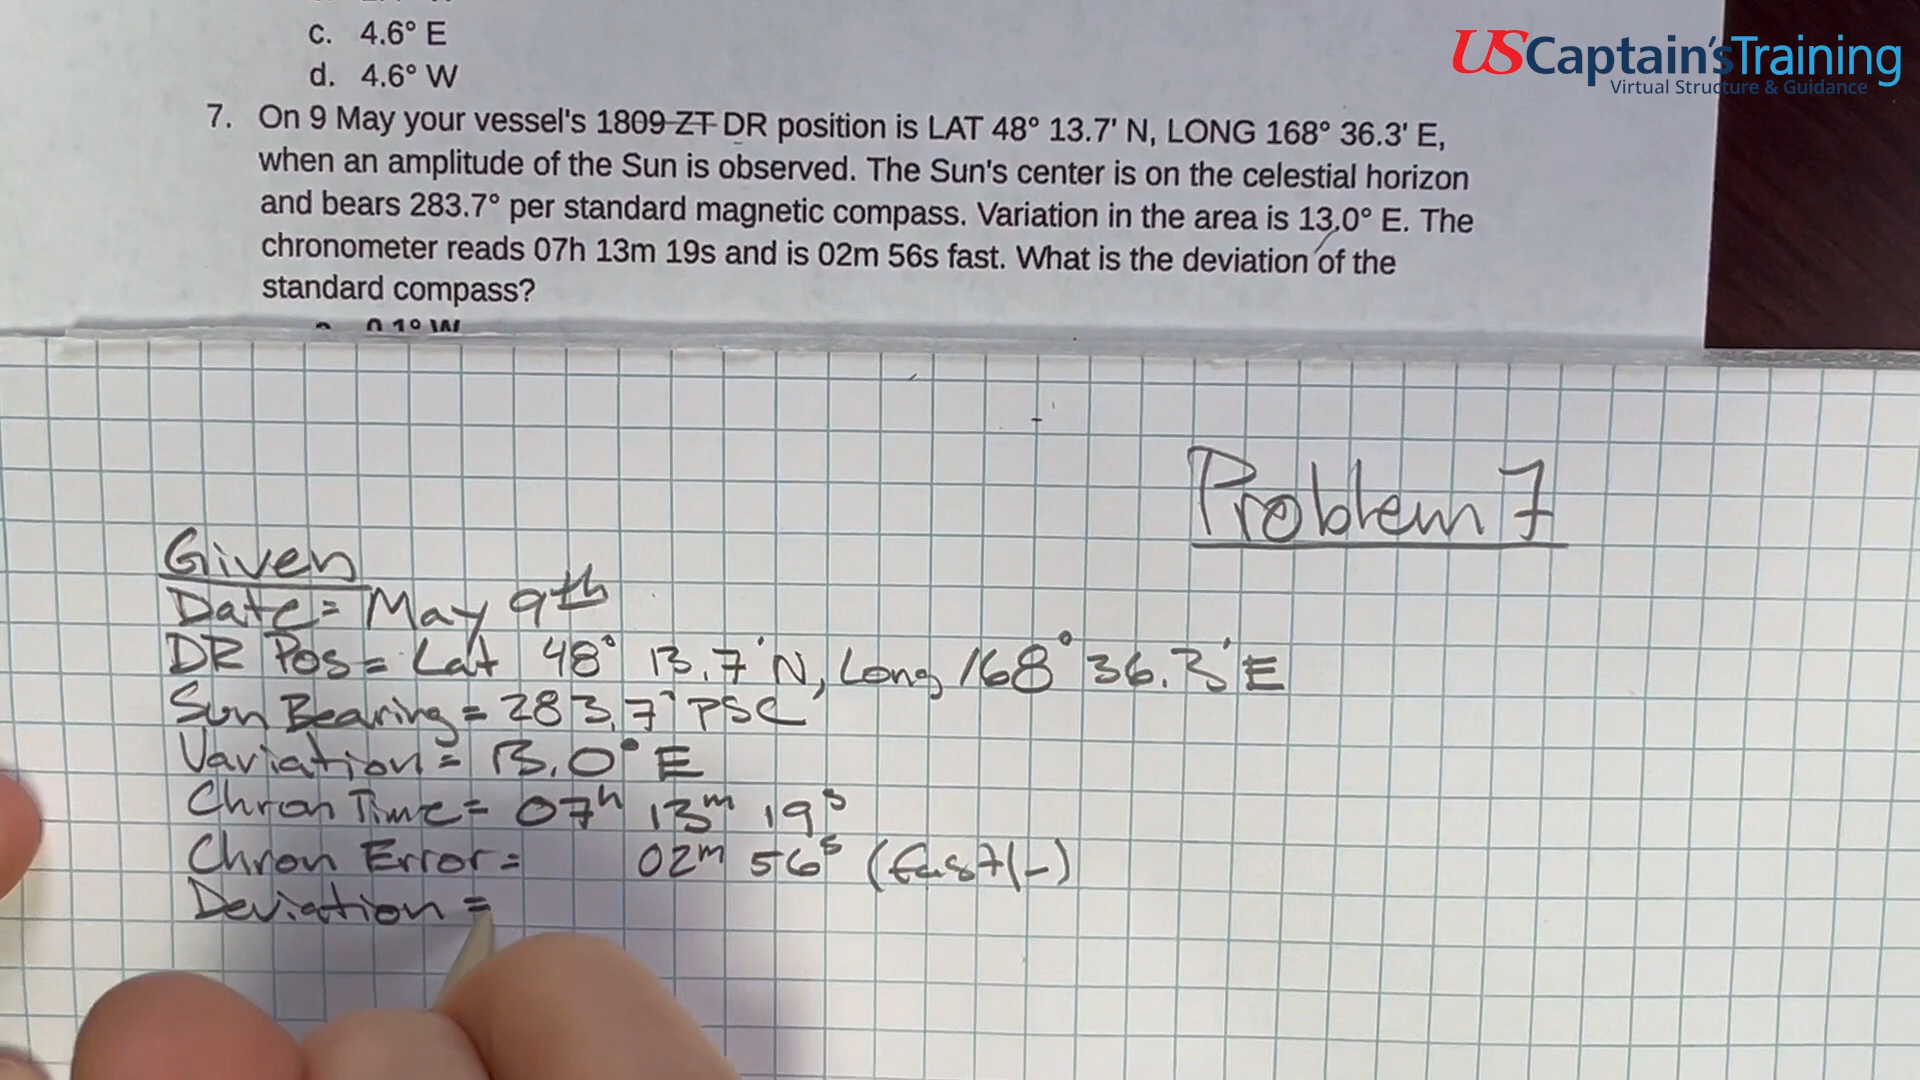 c. 4.6° E
d. 4.6° W
USCaptain'sTraining
Virtual Structure & Guidance
7. On 9 May your vessel's 1809 ZT DR position is LAT 48° 13.7' N, LONG 168° 36.3' E,
when an amplitude of the Sun is observed. The Sun's center is on the celestial horizon
and bears 283.7° per standard magnetic compass. Variation in the area is 13.0° E. The
chronometer reads 07h 13m 19s and is 02m 56s fast. What is the deviation of the
standard compass?
Problem 7
Given
Date = May 9th
DR Pos = Lat 48° 13.7' N, Long 168° 36.3' E
Sun Bearing = 283.7° PSC
Variation = 13.0° E
Chron Time = 07h 13m 19s
Chron Error = 02m 56s (fast/-)
Deviation =